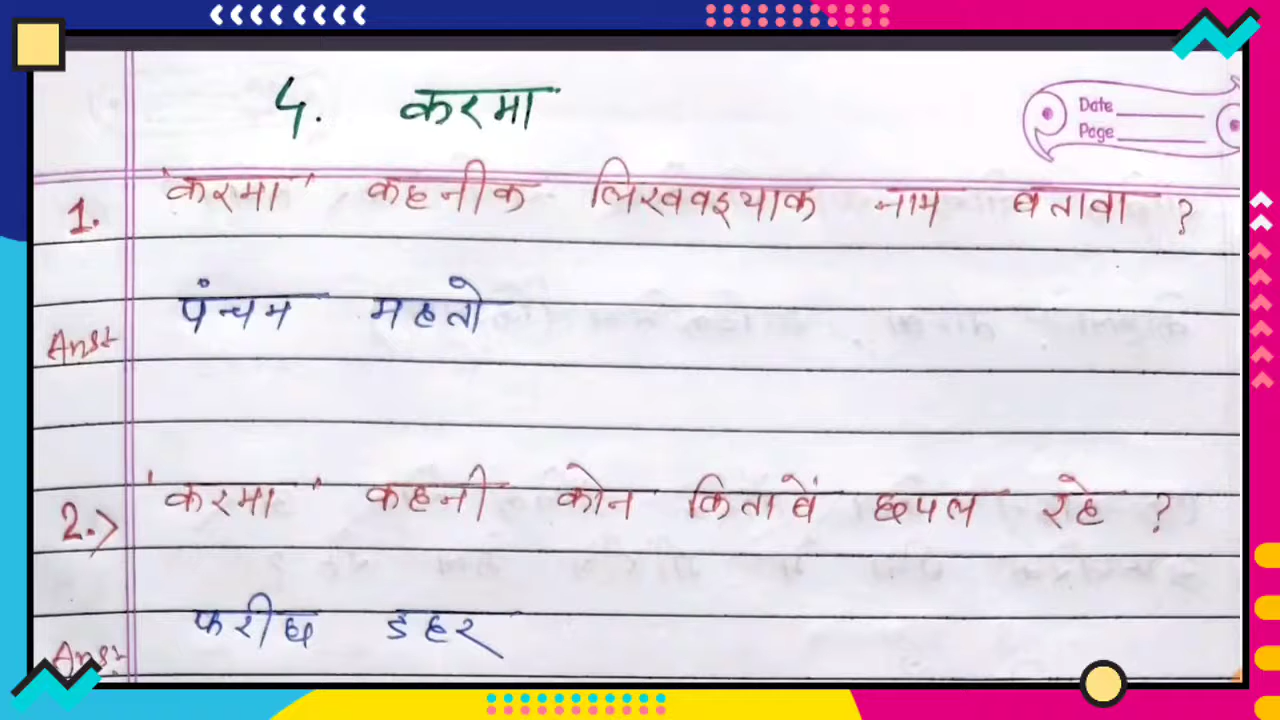 4. करमा
Date
Page
1. 'करमा' कहनीक लिखवइयाक नाम बतावा ?
Ans:- पंचम महतो
2.> 'करमा' कहनी कोन किताबें छपल रहे ?
Ans:- फरीछ डहर